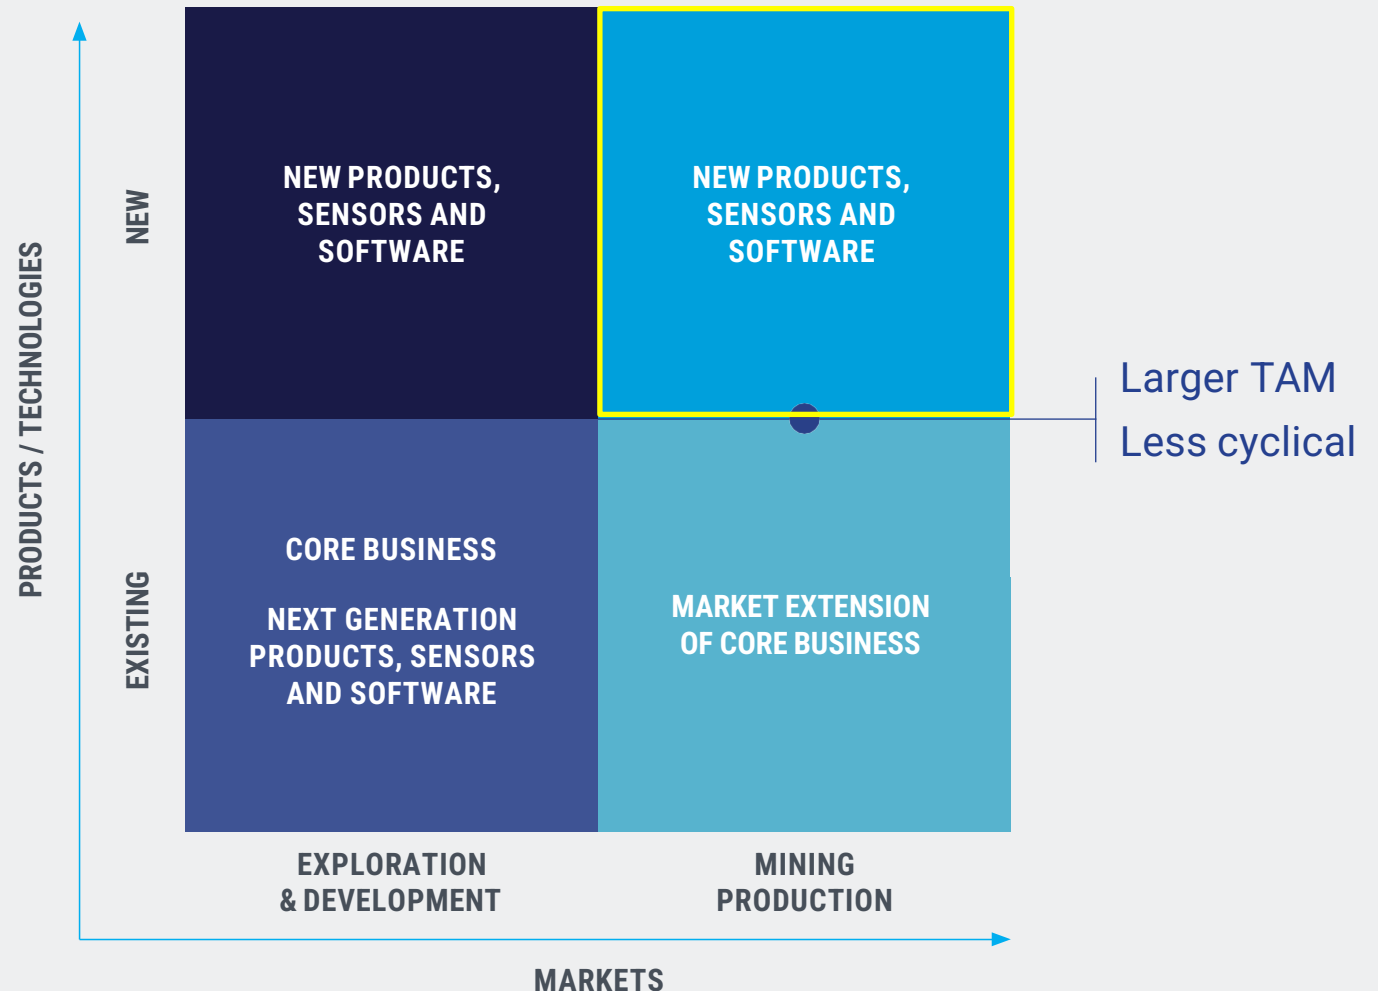 PRODUCTS / TECHNOLOGIES
NEW
EXISTING
NEW PRODUCTS,
SENSORS AND
SOFTWARE
NEW PRODUCTS,
SENSORS AND
SOFTWARE
Larger TAM
Less cyclical
CORE BUSINESS
NEXT GENERATION
PRODUCTS, SENSORS
AND SOFTWARE
MARKET EXTENSION
OF CORE BUSINESS
EXPLORATION
& DEVELOPMENT
MINING
PRODUCTION
MARKETS